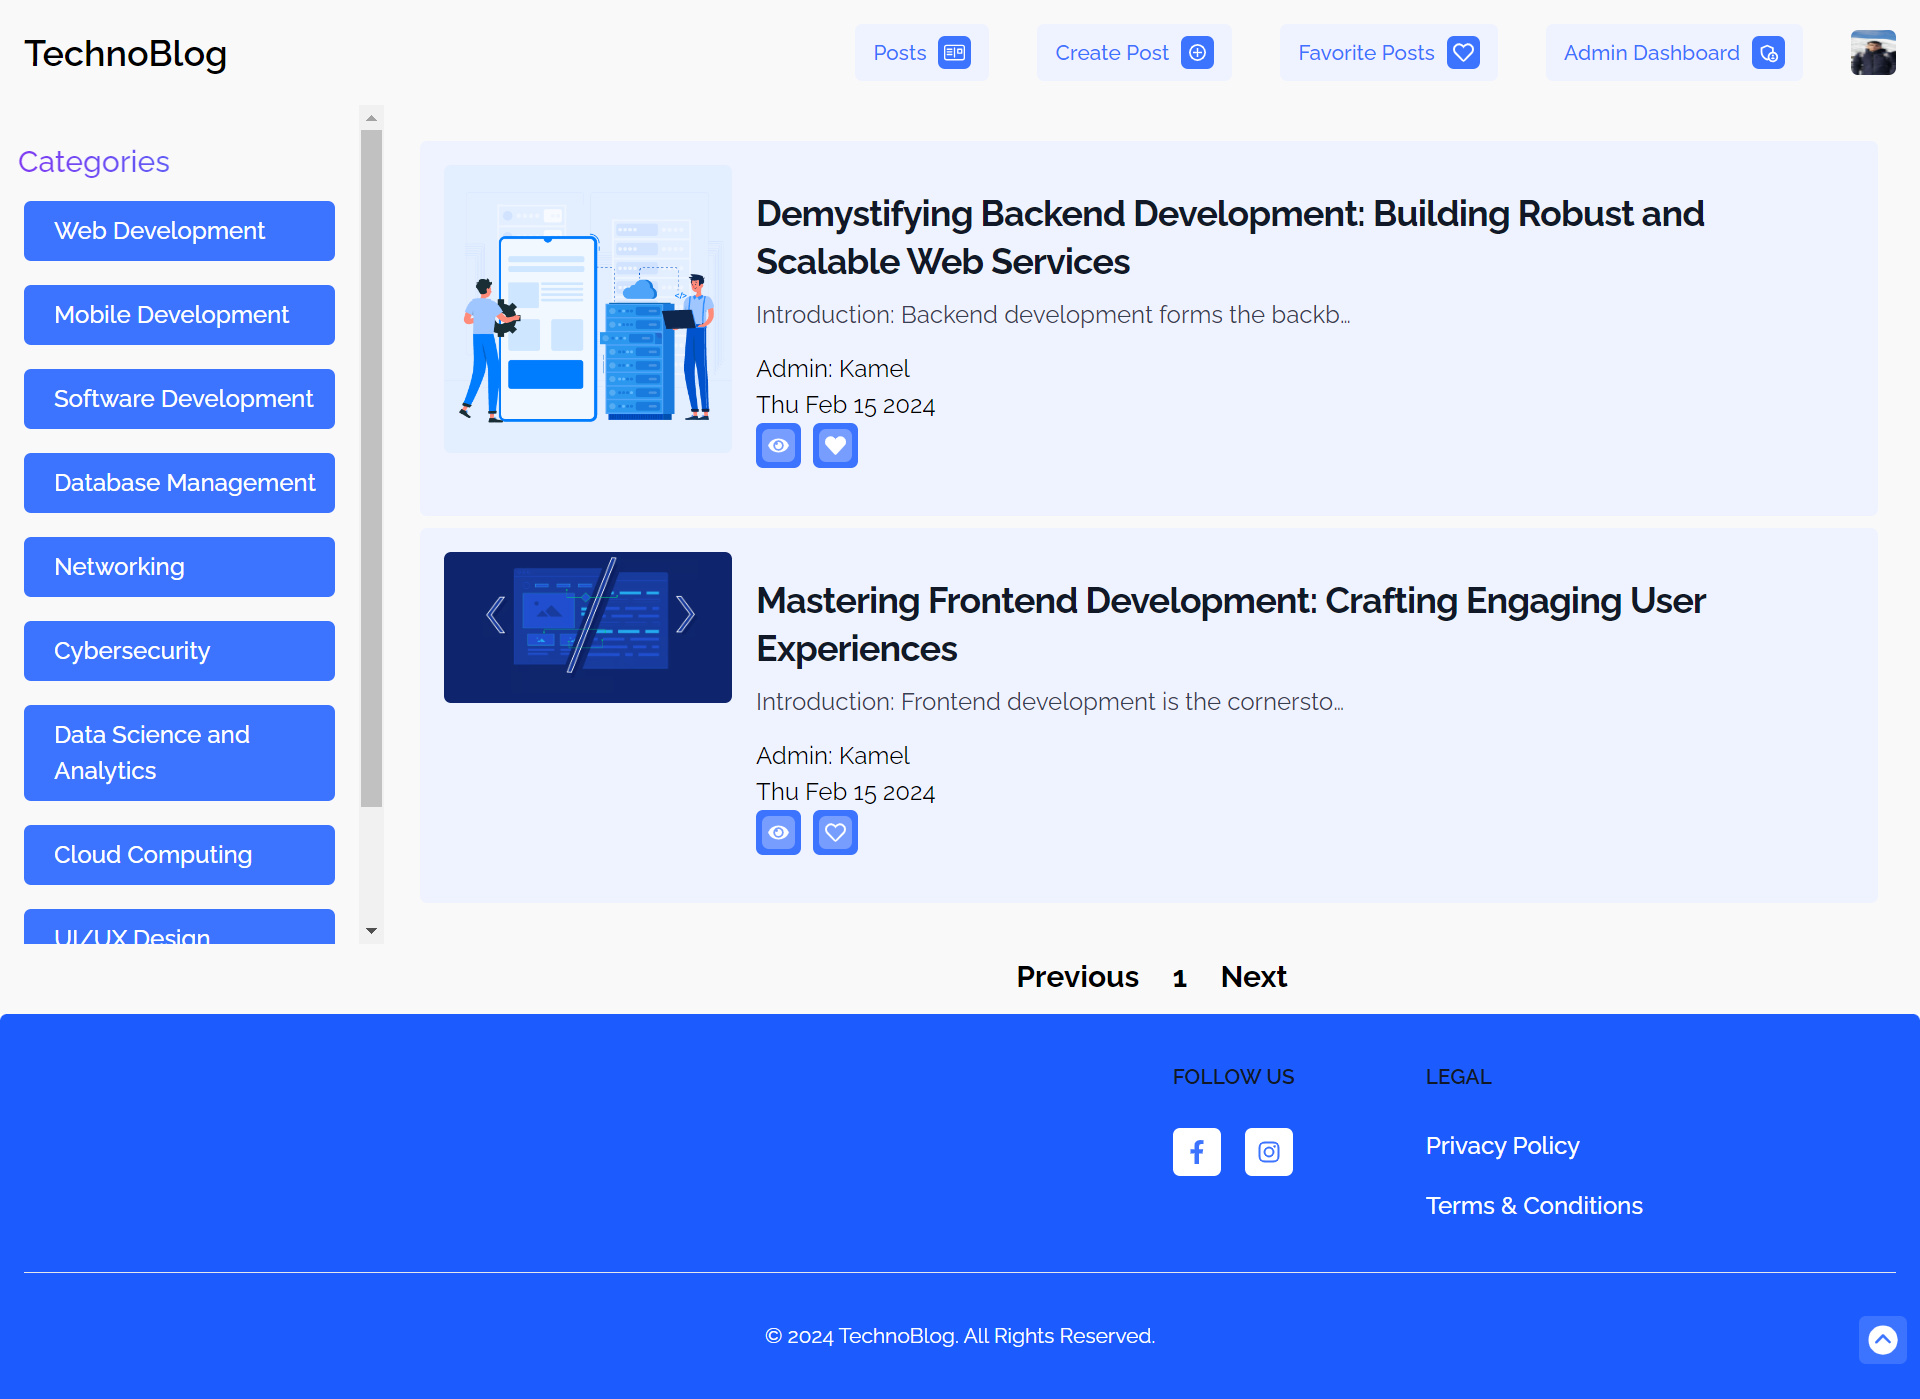 TechnoBlog
Posts
Create Post
Favorite Posts
Admin Dashboard
Categories
Web Development
Mobile Development
Software Development
Database Management
Networking
Cybersecurity
Data Science and
Analytics
Cloud Computing
UI/UX Design
Demystifying Backend Development: Building Robust and
Scalable Web Services
Introduction: Backend development forms the backb...
Admin: Kamel
Thu Feb 15 2024
Mastering Frontend Development: Crafting Engaging User
Experiences
Introduction: Frontend development is the cornersto...
Admin: Kamel
Thu Feb 15 2024
Previous 1 Next
FOLLOW US
LEGAL
Privacy Policy
Terms & Conditions
© 2024 TechnoBlog. All Rights Reserved.